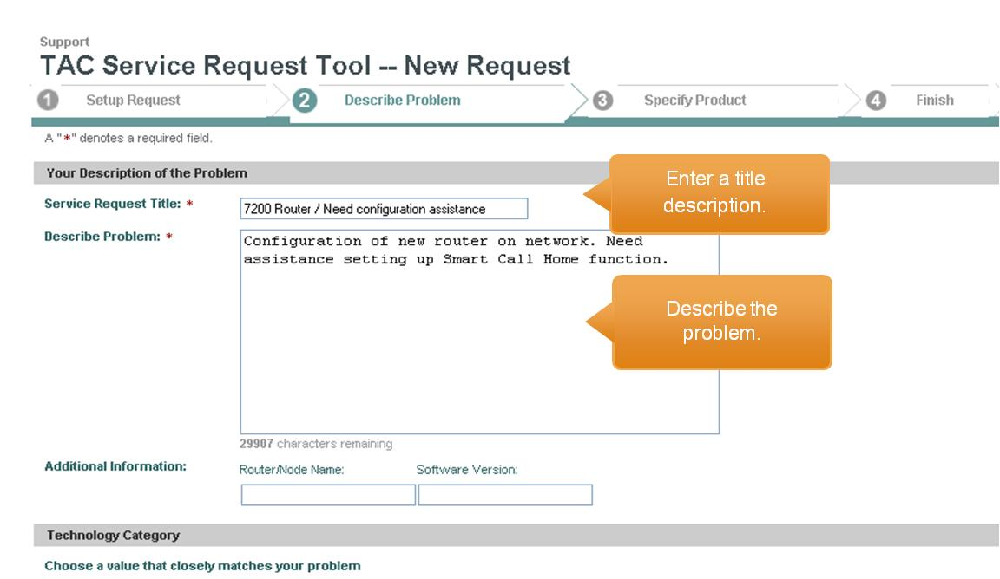 Support
TAC Service Request Tool -- New Request
1 Setup Request 2 Describe Problem 3 Specify Product 4 Finish
A "*" denotes a required field.
Your Description of the Problem
Enter a title
description.
Service Request Title: * 7200 Router / Need configuration assistance
Describe Problem: * Configuration of new router on network. Need
assistance setting up Smart Call Home function.
Describe the
problem.
29907 characters remaining
Additional Information: Router/Node Name: Software Version:
Technology Category
Choose a value that closely matches your problem